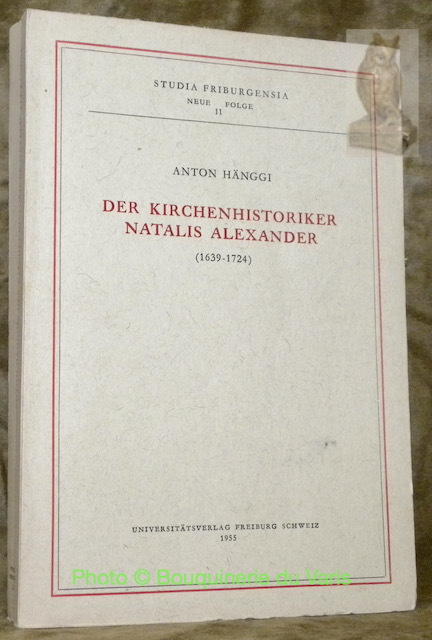 STUDIA FRIBURGENSIA
NEUE FOLGE
11
ANTON HÄNGGI
DER KIRCHENHISTORIKER
NATALIS ALEXANDER
(1639-1724)
UNIVERSITÄTSVERLAG FREIBURG SCHWEIZ
1955
Photo © Bouquinerie du Varis